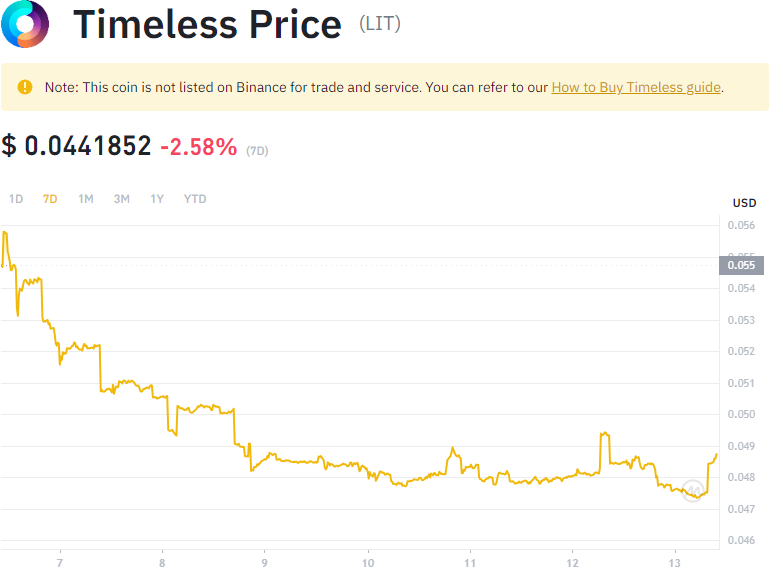 Timeless Price (LIT)
Note: This coin is not listed on Binance for trade and service. You can refer to our How to Buy Timeless guide.
$ 0.0441852 -2.58% (7D)
1D 7D 1M 3M 1Y YTD
USD
0.056
0.055
0.055
0.054
0.053
0.052
0.051
0.050
0.049
0.048
0.047
0.046
7 8 9 10 11 12 13